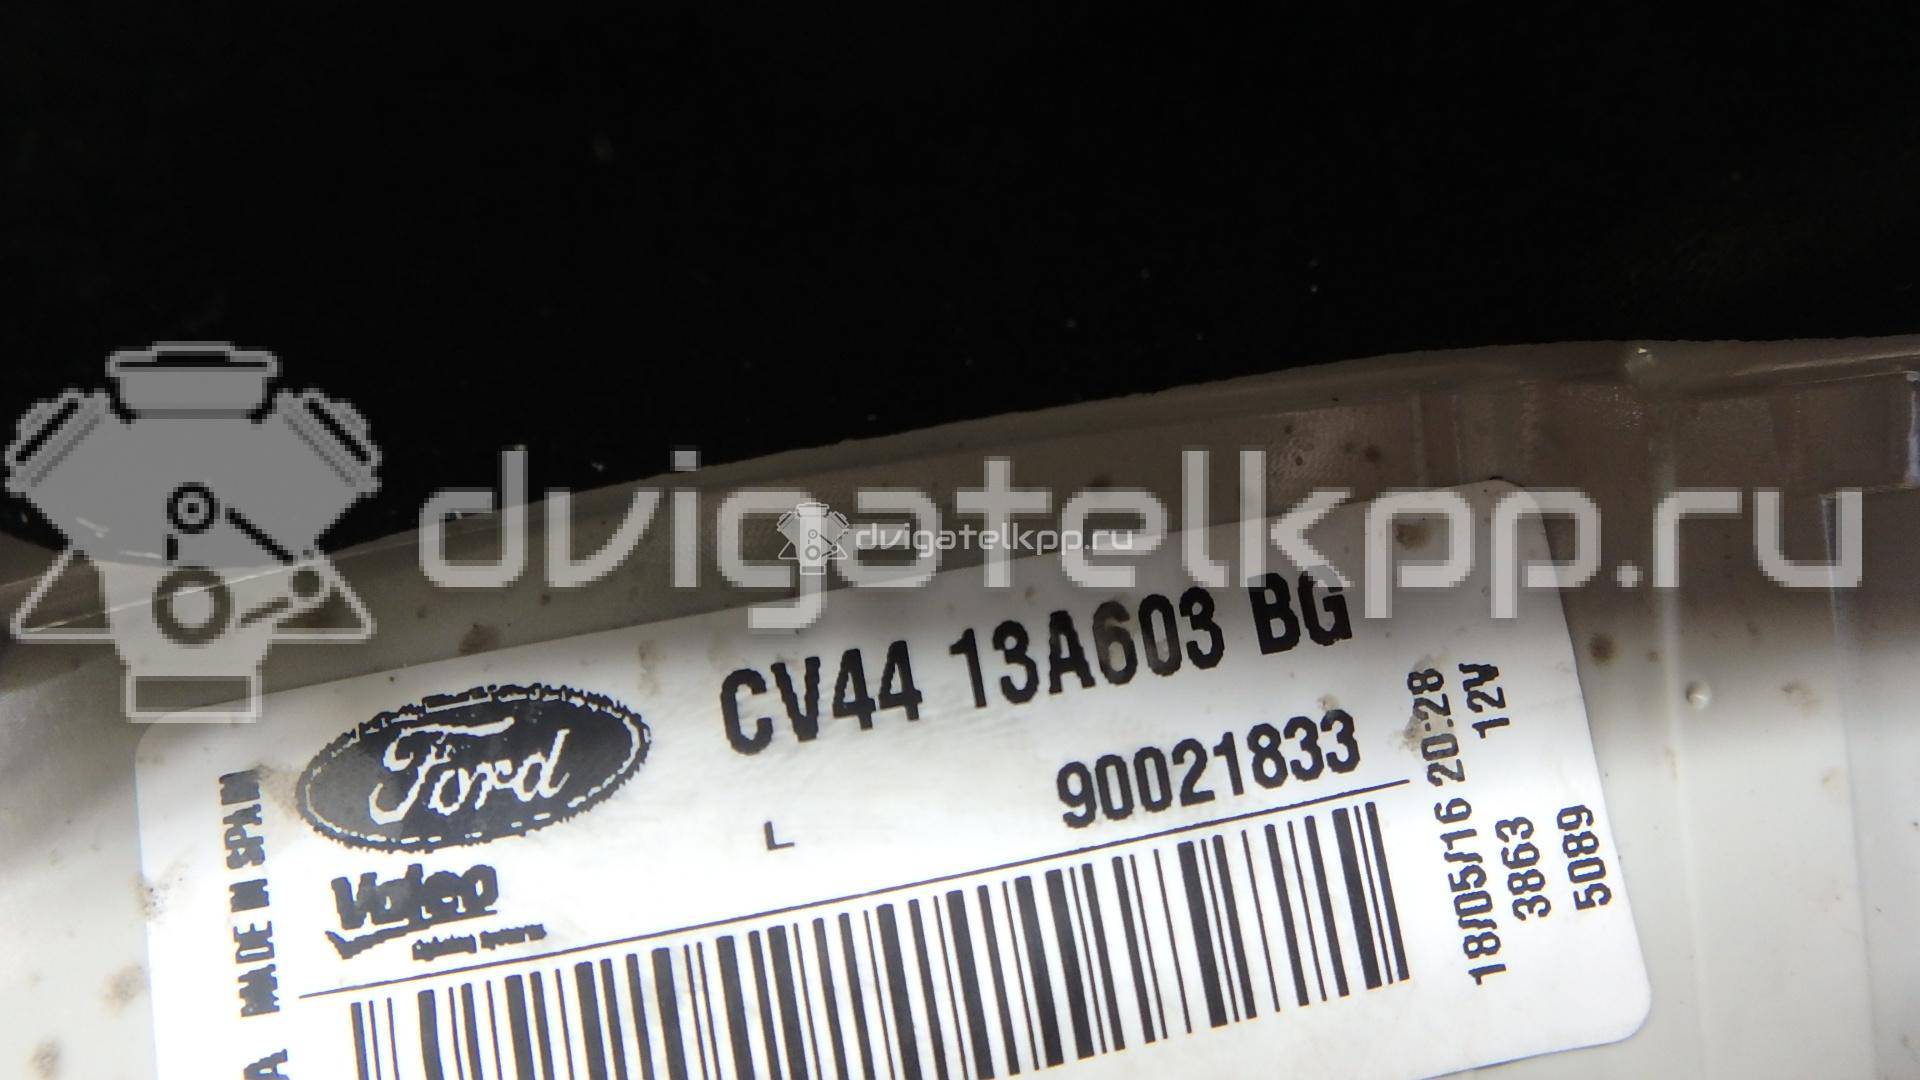 dvigatelkpp.ru
dvigatelkpp.ru
CV44 13A603 BG
Ford
90021833
L
Valeo
MADE IN SPAIN
18/05/16 20:28
3863 12V
5089